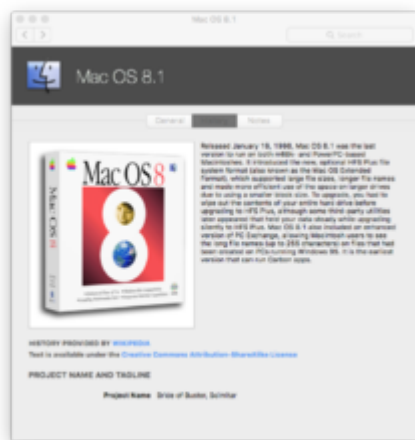 Mac OS 8.1
Search
Mac OS 8.1
General
Notes
Mac OS 8
Mac OS 8
Released January 19, 1998, Mac OS 8.1 was the last
version to run on both 68k- and PowerPC-based
Macintoshes. It introduced the new, optional HFS Plus file
system format (also known as the Mac OS Extended
Format), which supported large file sizes, longer file names
and made more efficient use of the space on larger drives
due to using a smaller block size. To upgrade, you had to
wipe out the contents of your entire hard drive before
upgrading to HFS Plus, although some third-party utilities
later appeared that held your data steady while upgrading
silently to HFS Plus. Mac OS 8.1 also included an enhanced
version of PC Exchange, allowing Macintosh users to see
the long file names (up to 255 characters) on files that had
been created on PCs running Windows 95. It is the earliest
version that can run Carbon apps.
HISTORY PROVIDED BY WIKIPEDIA
Text is available under the Creative Commons Attribution-ShareAlike License
PROJECT NAME AND TAGLINE
Project Name Bride of Buster, Scimitar